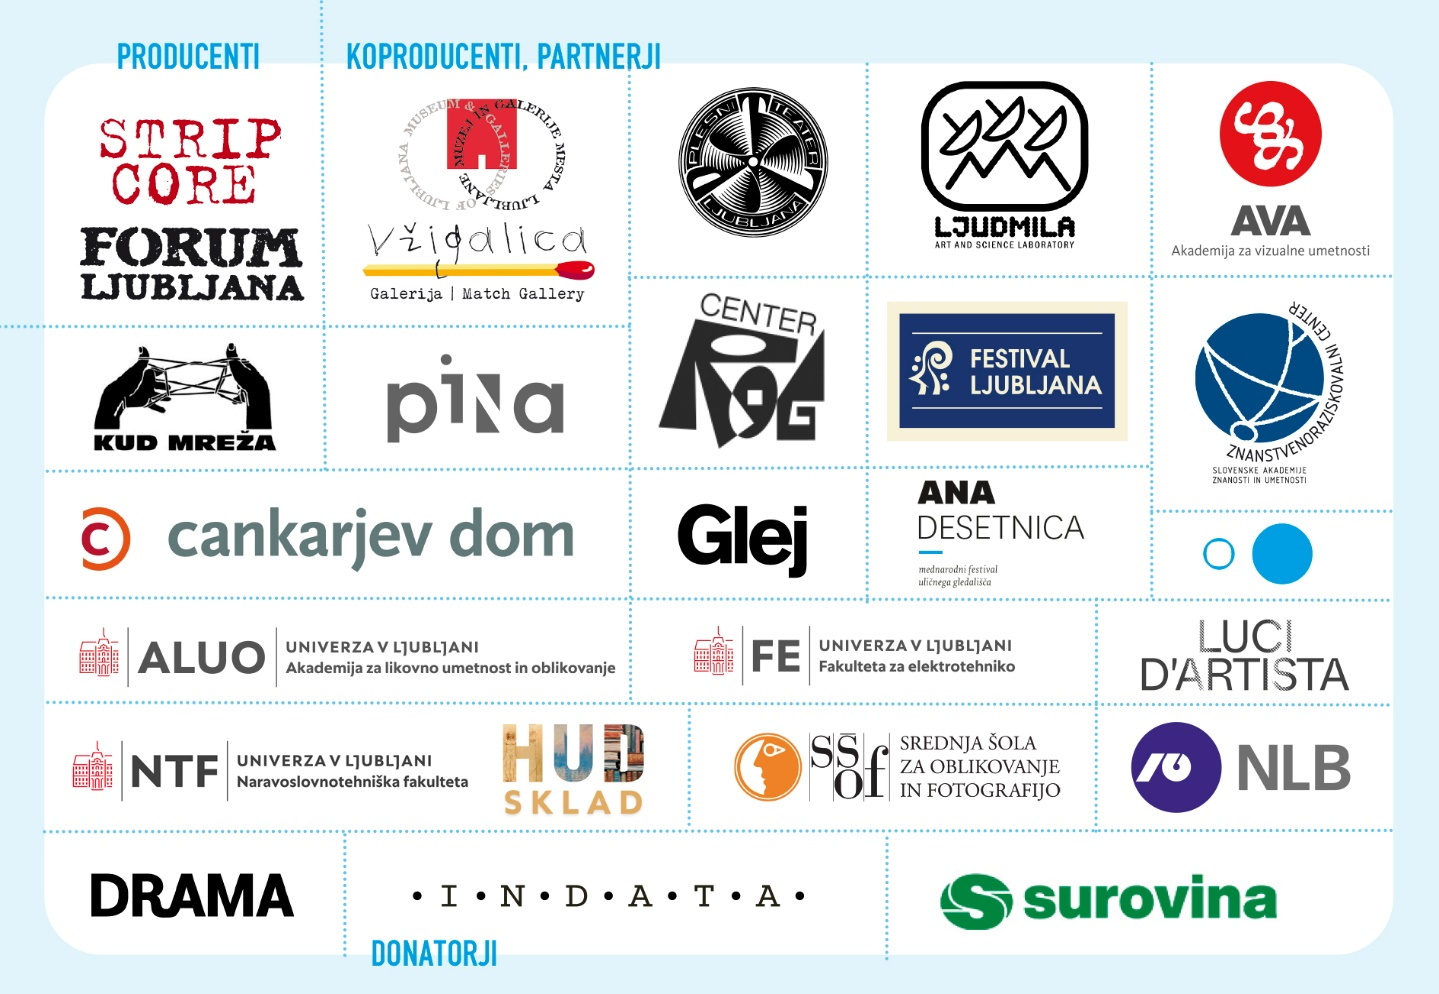 PRODUCENTI
KOPRODUCENTI, PARTNERJI
STRIP
CORE
FORUM
LJUBLJANA
MUSEUM & GALLERIES OF LJUBLJANA
MUZEJ IN GALERIJE MESTA LJUBLJANE
Vžigalica
Galerija | Match Gallery
PLESNI TEATER
LJUBLJANA
LJUDMILA
ART AND SCIENCE LABORATORY
AVA
Akademija za vizualne umetnosti
KUD MREŽA
piNa
CENTER
ROG
FESTIVAL
LJUBLJANA
ZNANSTVENORAZISKOVALNI CENTER
SLOVENSKE AKADEMIJE
ZNANOSTI IN UMETNOSTI
c cankarjev dom
Glej
ANA
DESETNICA
mednarodni festival
uličnega gledališča
ALUO
UNIVERZA V LJUBLJANI
Akademija za likovno umetnost in oblikovanje
FE
UNIVERZA V LJUBLJANI
Fakulteta za elektrotehniko
LUCI
D'ARTISTA
NTF
UNIVERZA V LJUBLJANI
Naravoslovnotehniška fakulteta
HUD
SKLAD
sšof
SREDNJA ŠOLA
ZA OBLIKOVANJE
IN FOTOGRAFIJO
NLB
DRAMA
•I•N•D•A•T•A•
surovina
DONATORJI